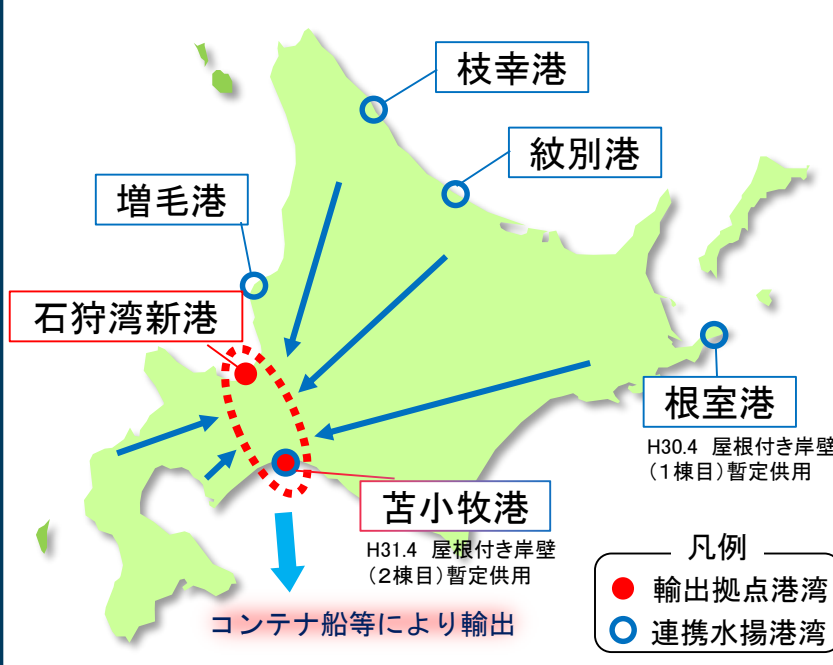 枝幸港
紋別港
増毛港
石狩湾新港
根室港
H30.4 屋根付き岸壁
（1棟目）暫定供用
苫小牧港
H31.4 屋根付き岸壁
（2棟目）暫定供用
コンテナ船等により輸出
凡例
輸出拠点港湾
連携水揚港湾